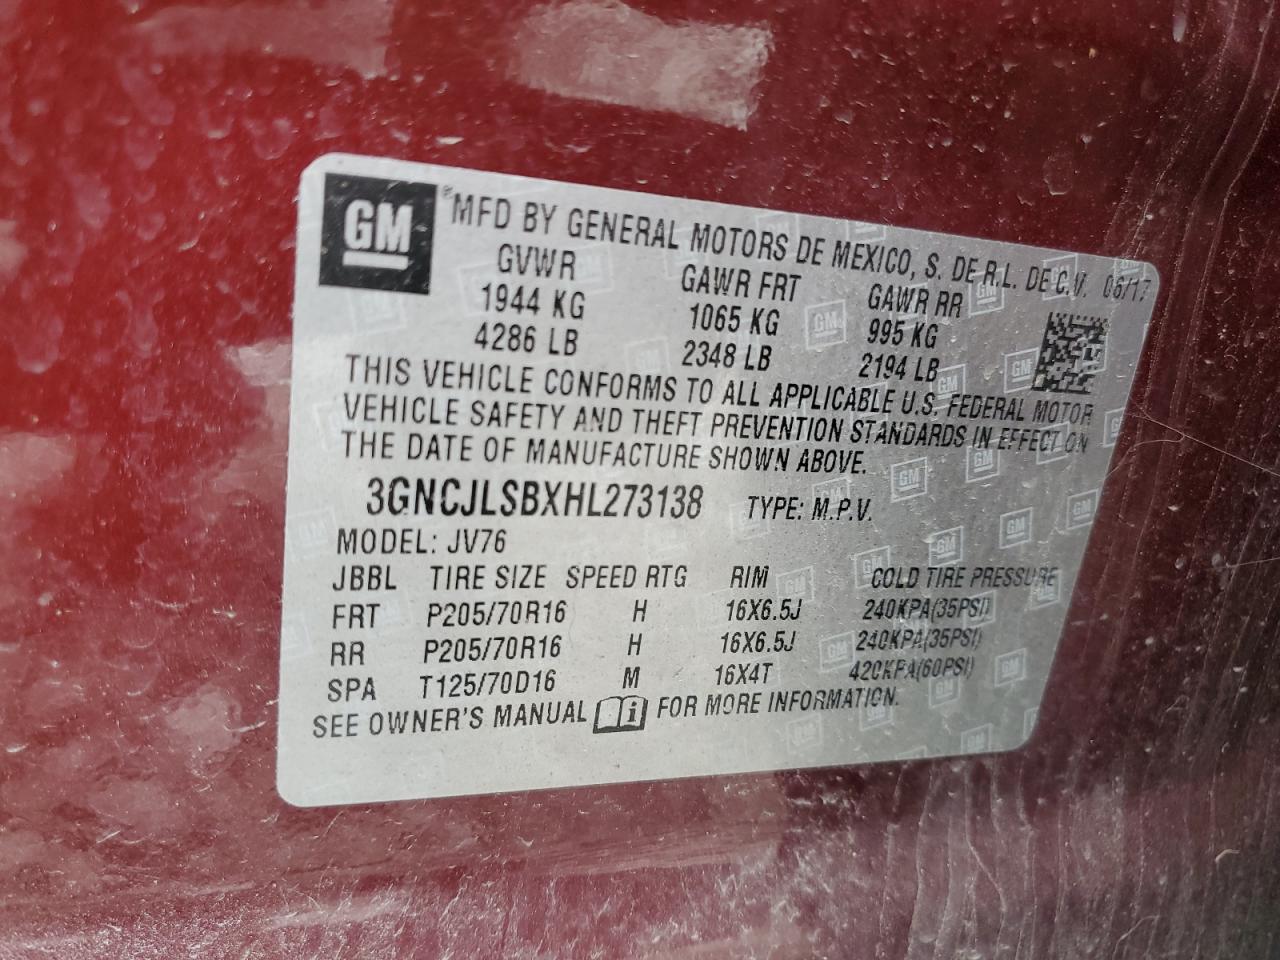 GM
®MFD BY GENERAL MOTORS DE MEXICO, S. DE R.L. DE C.V. 06/17
GVWR GAWR FRT GAWR RR
1944 KG 1065 KG 995 KG
4286 LB 2348 LB 2194 LB
THIS VEHICLE CONFORMS TO ALL APPLICABLE U.S. FEDERAL MOTOR
VEHICLE SAFETY AND THEFT PREVENTION STANDARDS IN EFFECT ON
THE DATE OF MANUFACTURE SHOWN ABOVE.
3GNCJLSBXHL273138 TYPE: M.P.V.
MODEL: JV76
JBBL TIRE SIZE SPEED RTG RIM COLD TIRE PRESSURE
FRT P205/70R16 H 16X6.5J 240KPA(35PSI)
RR P205/70R16 H 16X6.5J 240KPA(35PSI)
SPA T125/70D16 M 16X4T 420KPA(60PSI)
SEE OWNER'S MANUAL i FOR MORE INFORMATION.